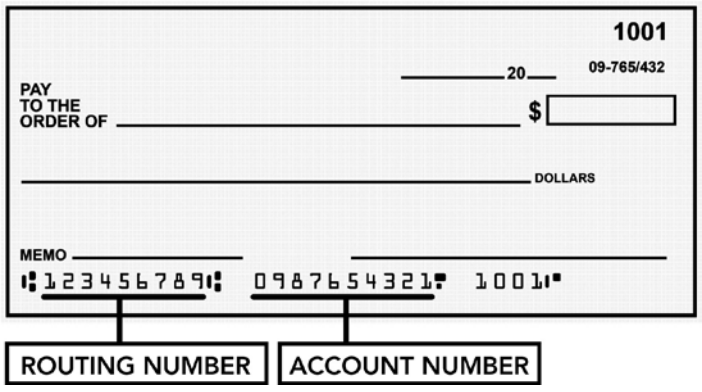 1001
20
09-765/432
PAY
TO THE
ORDER OF
$
DOLLARS
MEMO
⑆123456789⑆ 0987654321⑈ 1001⑈
ROUTING NUMBER ACCOUNT NUMBER